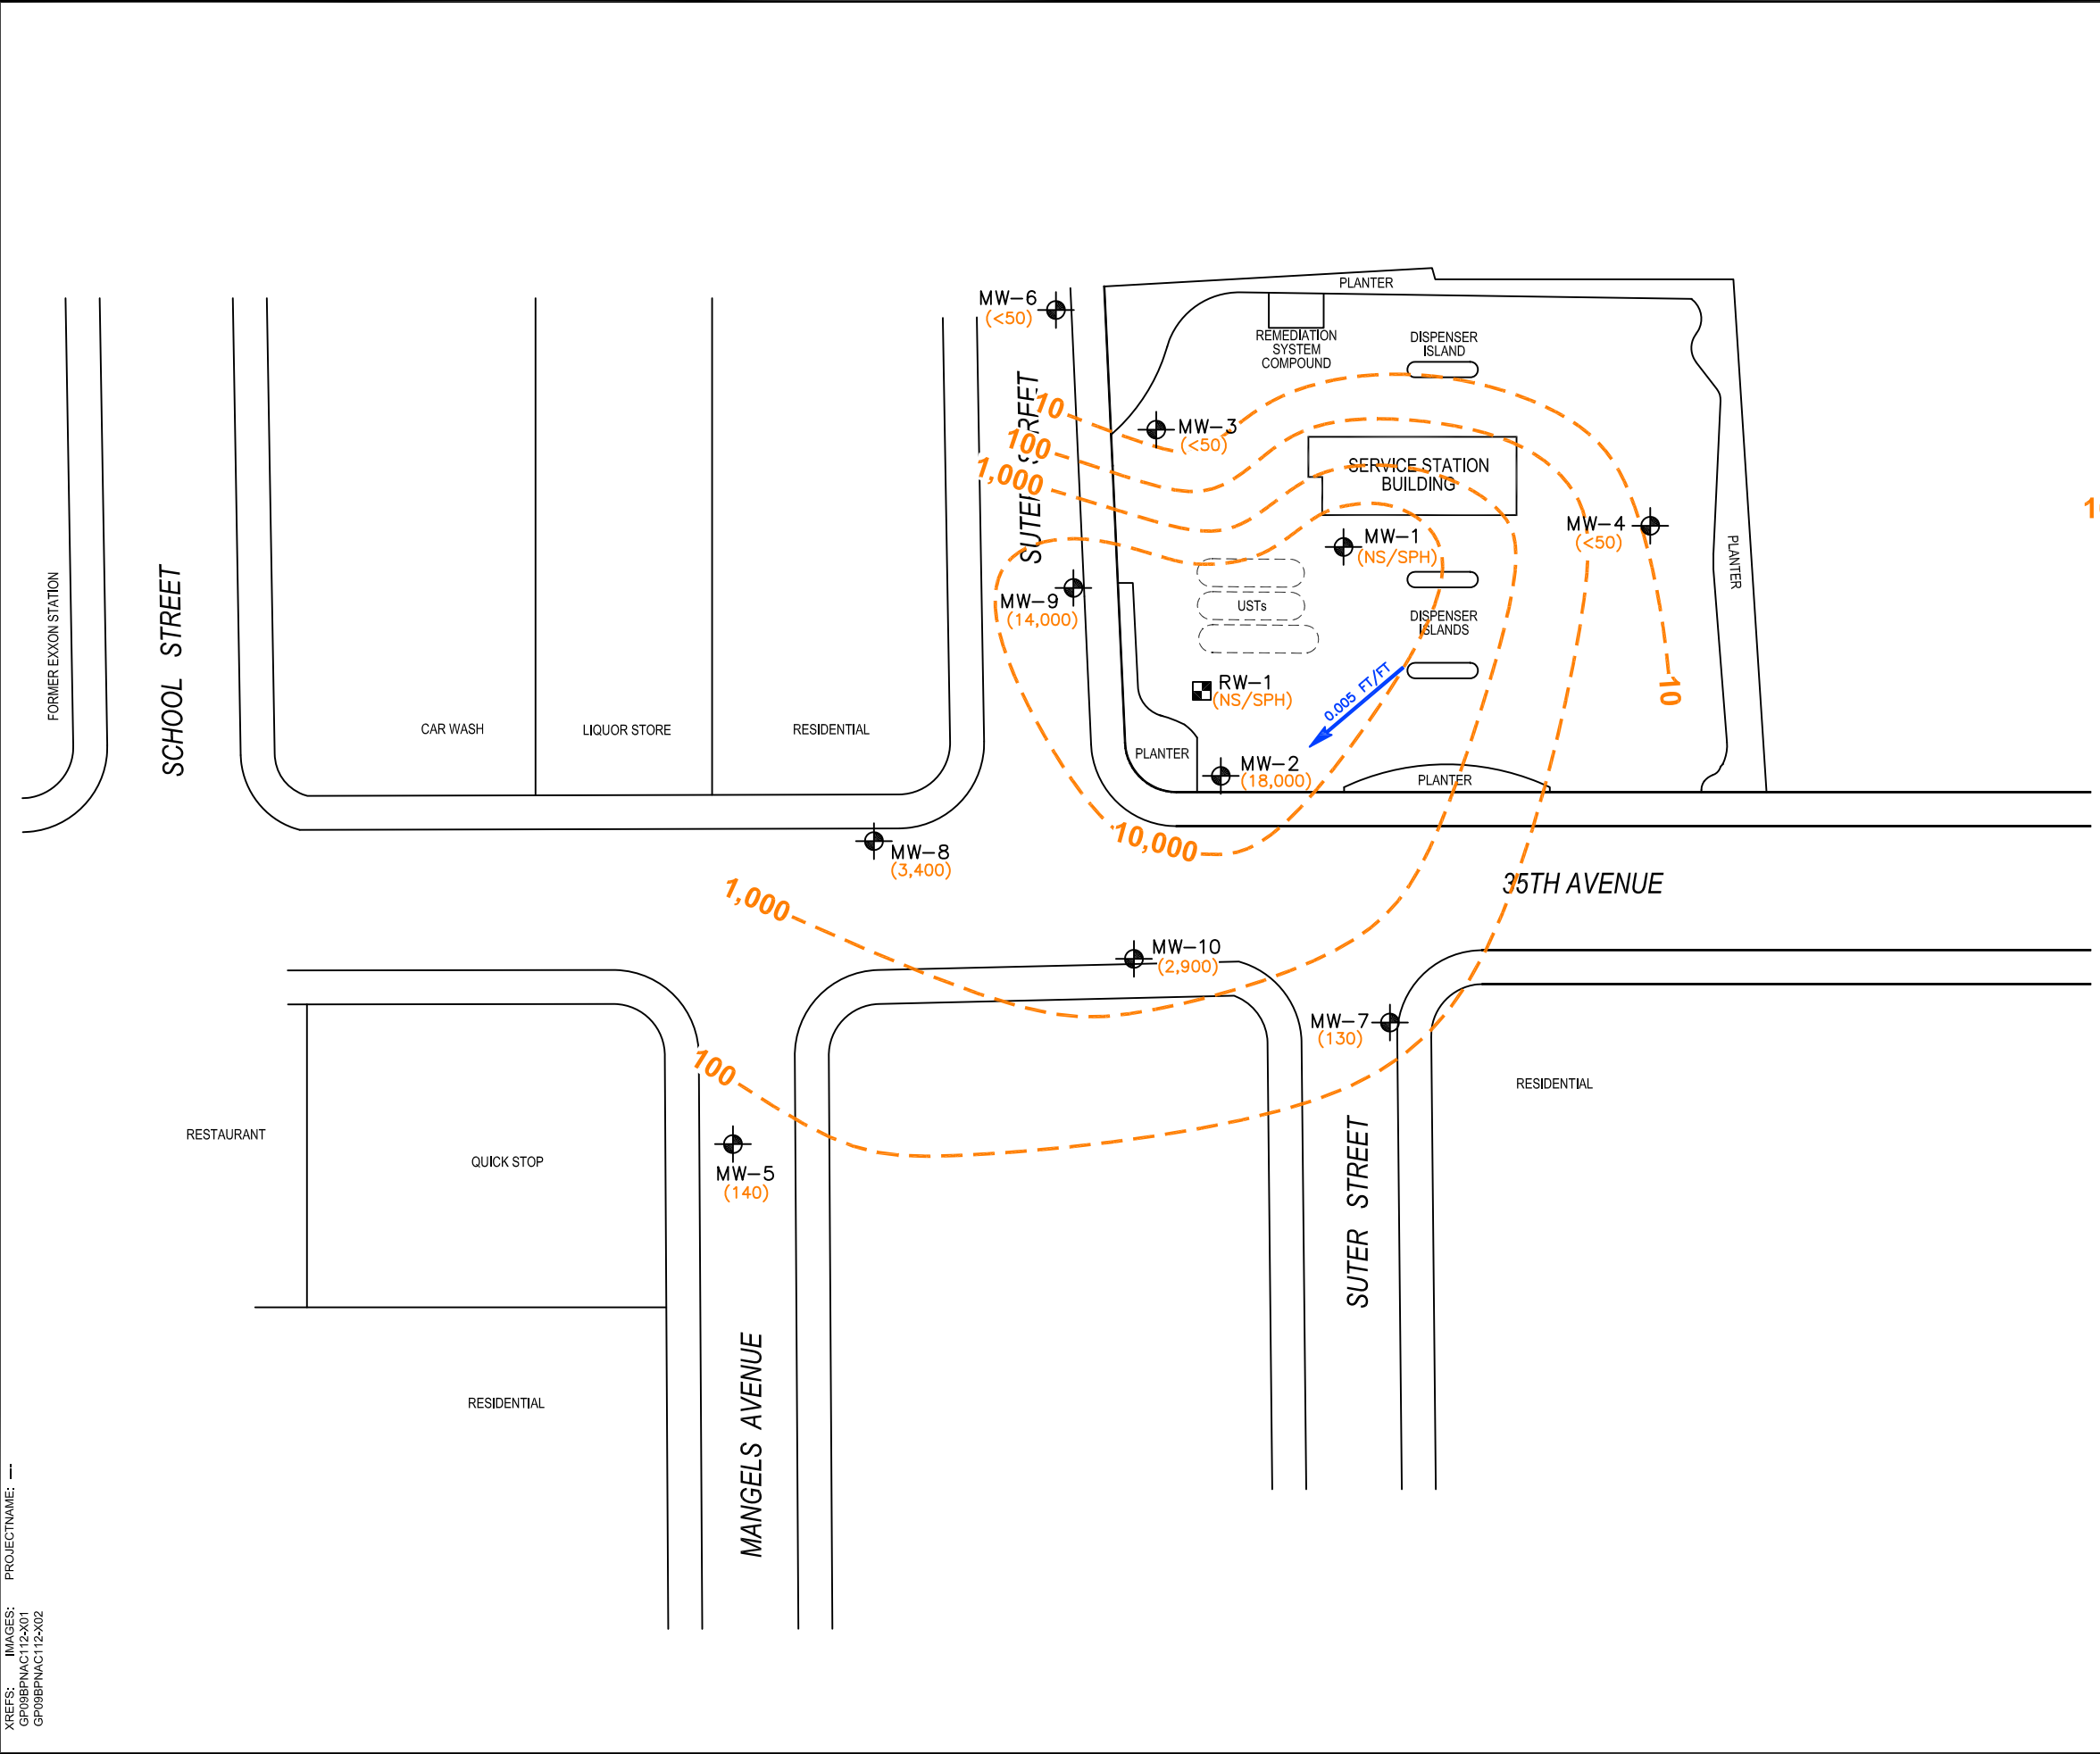 PLANTER
MW-6
(<50)
REMEDIATION
SYSTEM
COMPOUND
DISPENSER
ISLAND
10
100
1,000
SUTER STREET
MW-3
(<50)
SERVICE STATION
BUILDING
MW-4
(<50)
MW-1
(NS/SPH)
PLANTER
FORMER EXXON STATION
SCHOOL STREET
MW-9
(14,000)
USTs
DISPENSER
ISLANDS
0.005 FT/FT
RW-1
(NS/SPH)
10
CAR WASH
LIQUOR STORE
RESIDENTIAL
PLANTER
MW-2
(18,000)
PLANTER
10,000
MW-8
(3,400)
1,000
35TH AVENUE
MW-10
(2,900)
MW-7
(130)
100
RESIDENTIAL
RESTAURANT
QUICK STOP
MW-5
(140)
SUTER STREET
RESIDENTIAL
MANGELS AVENUE
XREFS: IMAGES: PROJECTNAME: ----
GP09BPNAC112-X01
GP09BPNAC112-X02